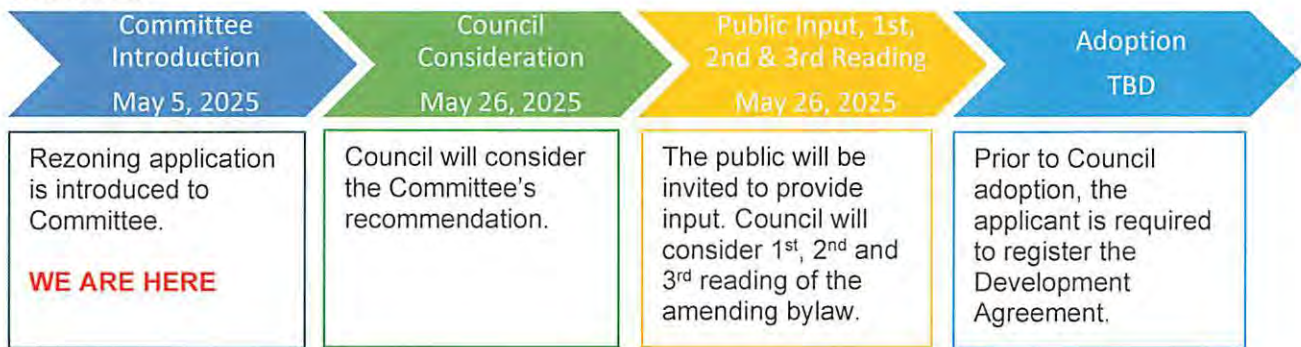 Committee
Introduction
May 5, 2025
Council
Consideration
May 26, 2025
Public Input, 1st,
2nd & 3rd Reading
May 26, 2025
Adoption
TBD
Rezoning application
is introduced to
Committee.
WE ARE HERE
Council will consider
the Committee's
recommendation.
The public will be
invited to provide
input. Council will
consider 1st, 2nd and
3rd reading of the
amending bylaw.
Prior to Council
adoption, the
applicant is required
to register the
Development
Agreement.